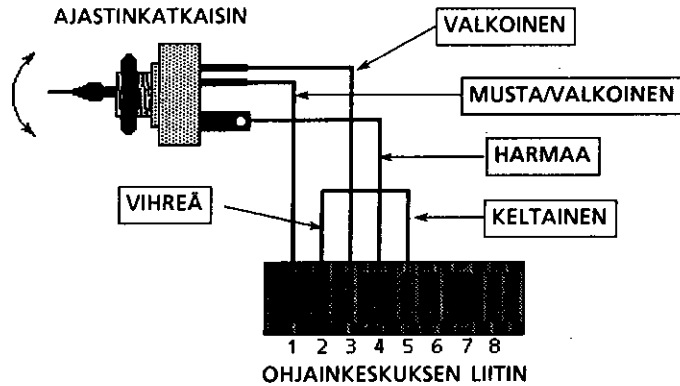 AJASTINKATKAISIN
VALKOINEN
MUSTA/VALKOINEN
HARMAA
VIHREÄ
KELTAINEN
1 2 3 4 5 6 7 8
OHJAINKESKUKSEN LIITIN